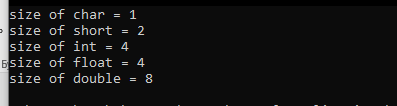 size of char = 1
size of short = 2
size of int = 4
size of float = 4
size of double = 8